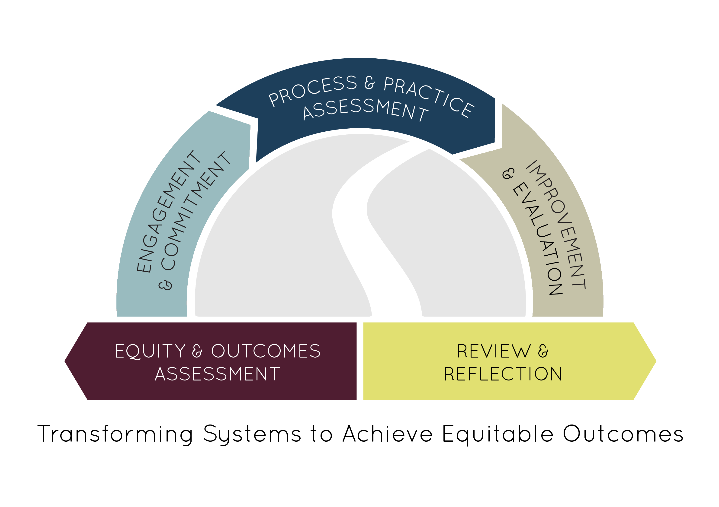 PROCESS & PRACTICE
ASSESSMENT
ENGAGEMENT
& COMMITMENT
IMPROVEMENT
& EVALUATION
EQUITY & OUTCOMES
ASSESSMENT
REVIEW &
REFLECTION
Transforming Systems to Achieve Equitable Outcomes